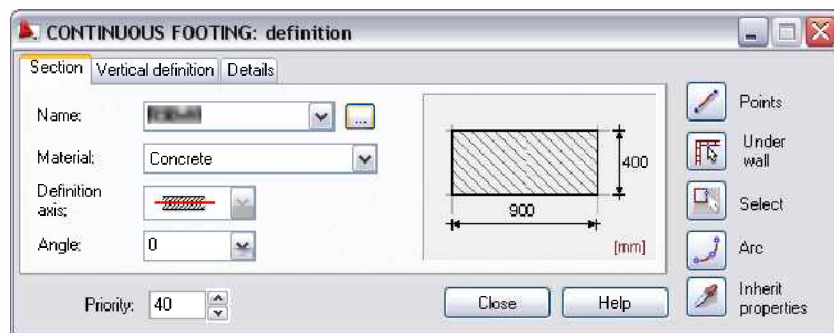 CONTINUOUS FOOTING: definition
Section Vertical definition Details
Name:
...
Material: Concrete
Definition axis:
Angle: 0
400
900
[mm]
Priority: 40
Close Help
Points
Under wall
Select
Arc
Inherit properties